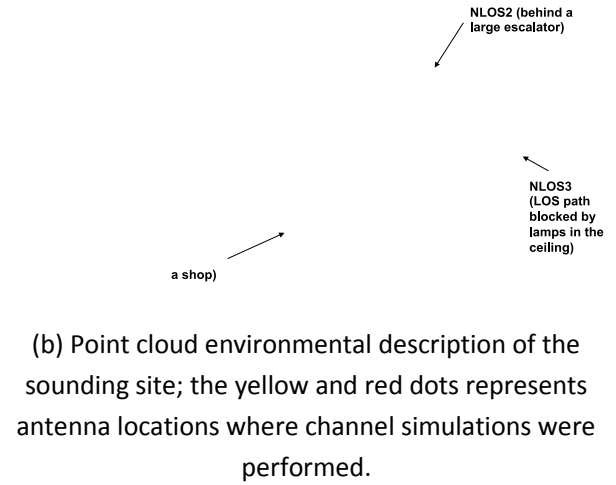 NLOS2 (behind a
large escalator)
NLOS3
(LOS path
blocked by
lamps in the
ceiling)
a shop)
(b) Point cloud environmental description of the
sounding site; the yellow and red dots represents
antenna locations where channel simulations were
performed.